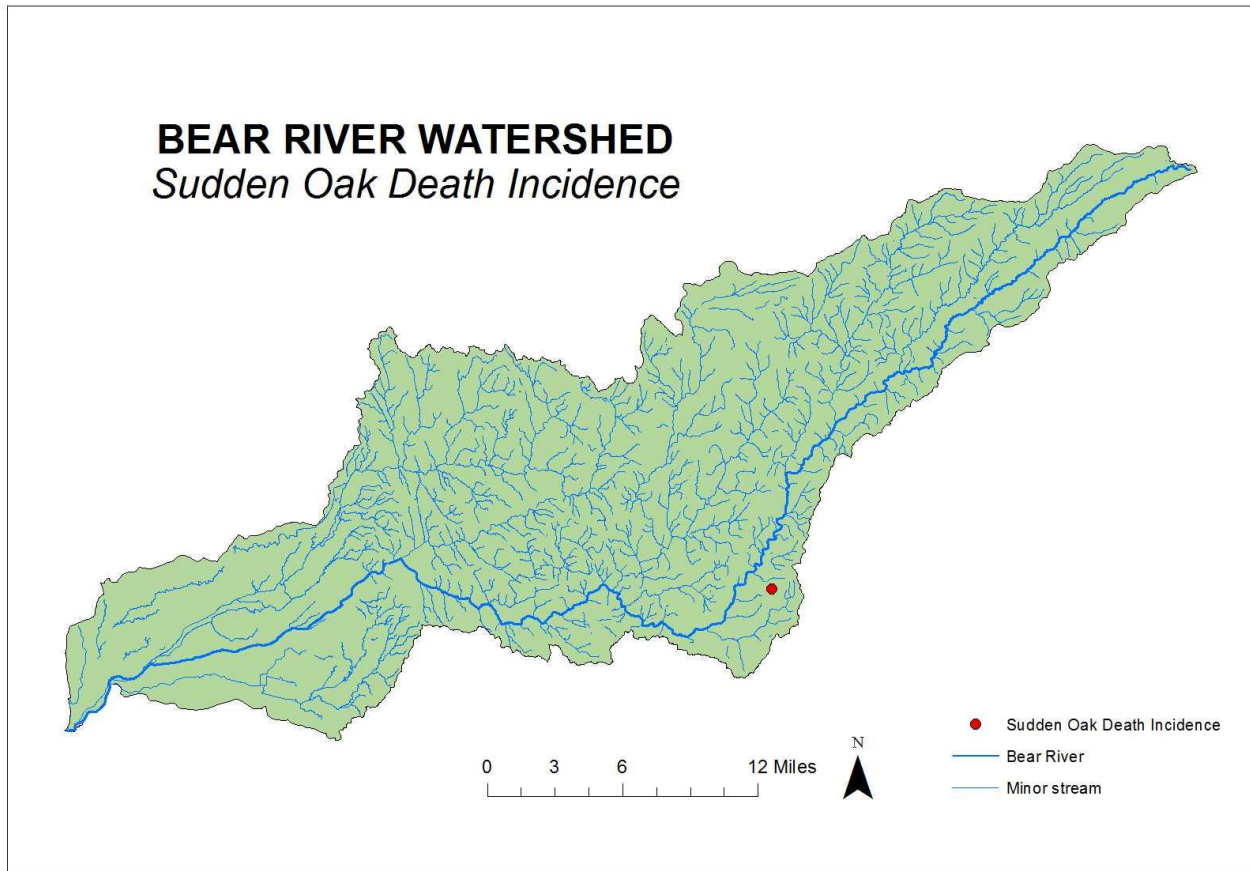 BEAR RIVER WATERSHED
Sudden Oak Death Incidence
0 3 6 12 Miles
N
Sudden Oak Death Incidence
Bear River
Minor stream